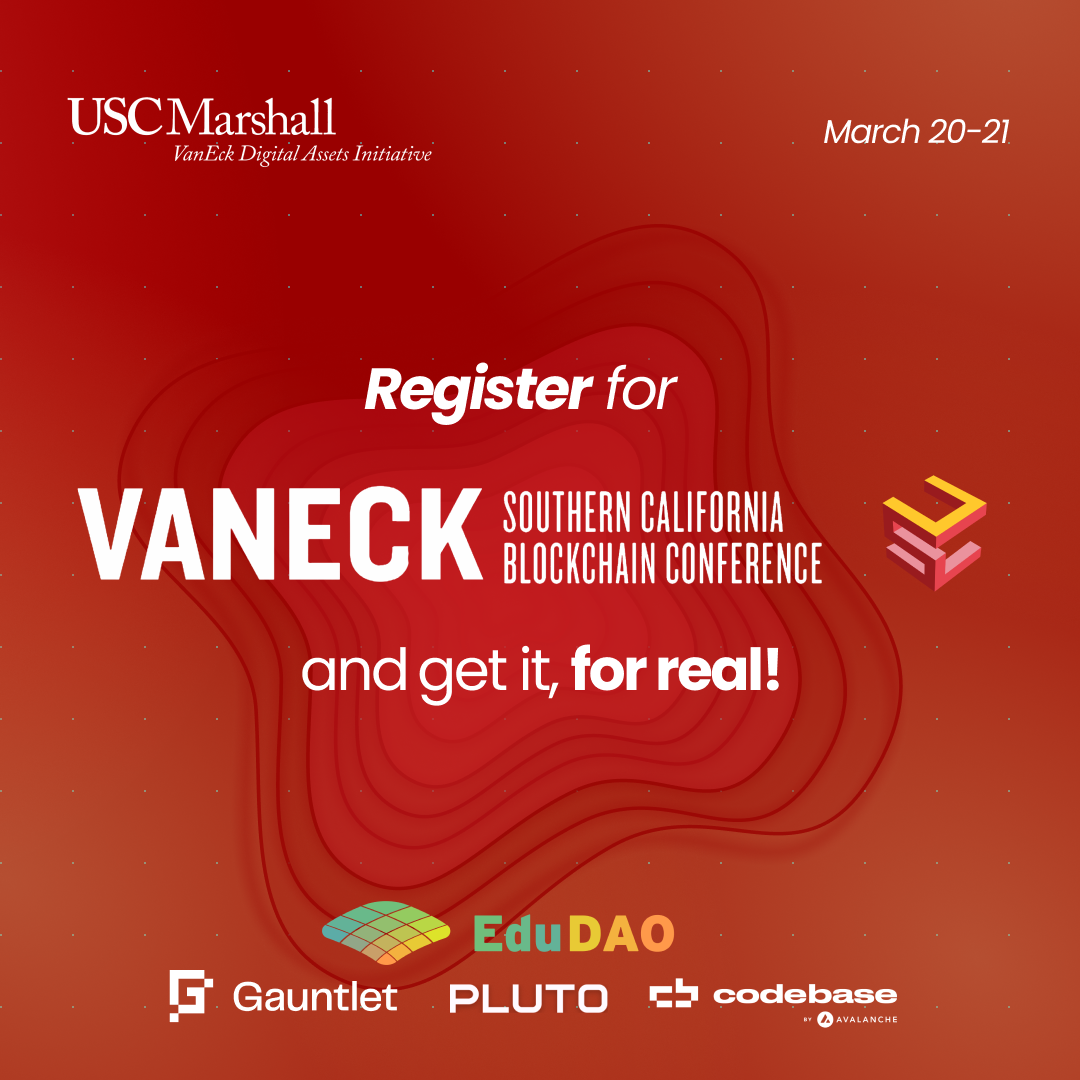 USC Marshall
VanEck Digital Assets Initiative
March 20-21
Register for
VANECK
SOUTHERN CALIFORNIA
BLOCKCHAIN CONFERENCE
and get it, for real!
EduDAO
Gauntlet
PLUTO
codebase
BY AVALANCHE